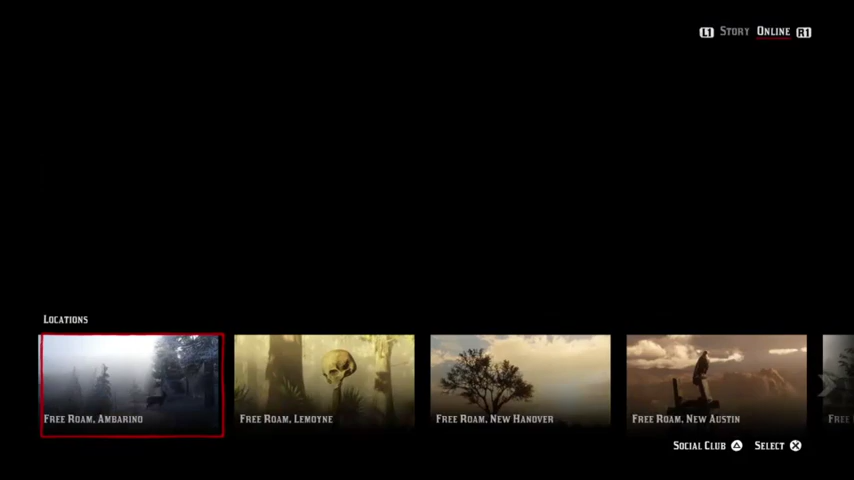 L1 STORY ONLINE R1
LOCATIONS
FREE ROAM, AMBARINO
FREE ROAM, LEMOYNE
FREE ROAM, NEW HANOVER
FREE ROAM, NEW AUSTIN
SOCIAL CLUB SELECT